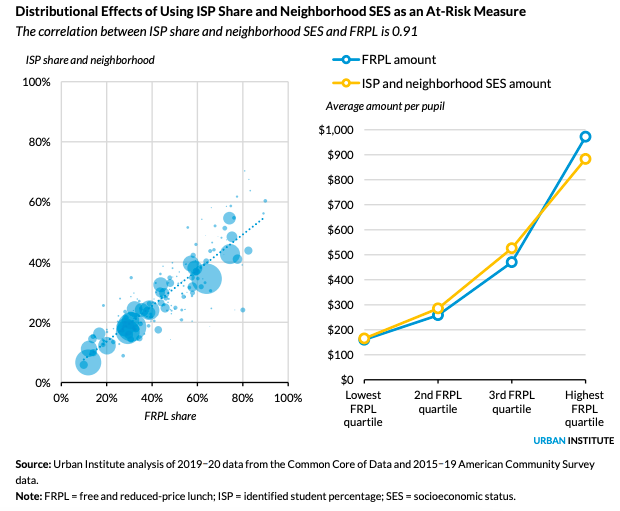 Distributional Effects of Using ISP Share and Neighborhood SES as an At-Risk Measure
The correlation between ISP share and neighborhood SES and FRPL is 0.91
ISP share and neighborhood
100%
80%
60%
40%
20%
0%
0% 20% 40% 60% 80% 100%
FRPL share
FRPL amount
ISP and neighborhood SES amount
Average amount per pupil
$1,000
$900
$800
$700
$600
$500
$400
$300
$200
$100
$0
Lowest FRPL quartile
2nd FRPL quartile
3rd FRPL quartile
Highest FRPL quartile
URBAN INSTITUTE
Source: Urban Institute analysis of 2019–20 data from the Common Core of Data and 2015–19 American Community Survey
data.
Note: FRPL = free and reduced-price lunch; ISP = identified student percentage; SES = socioeconomic status.